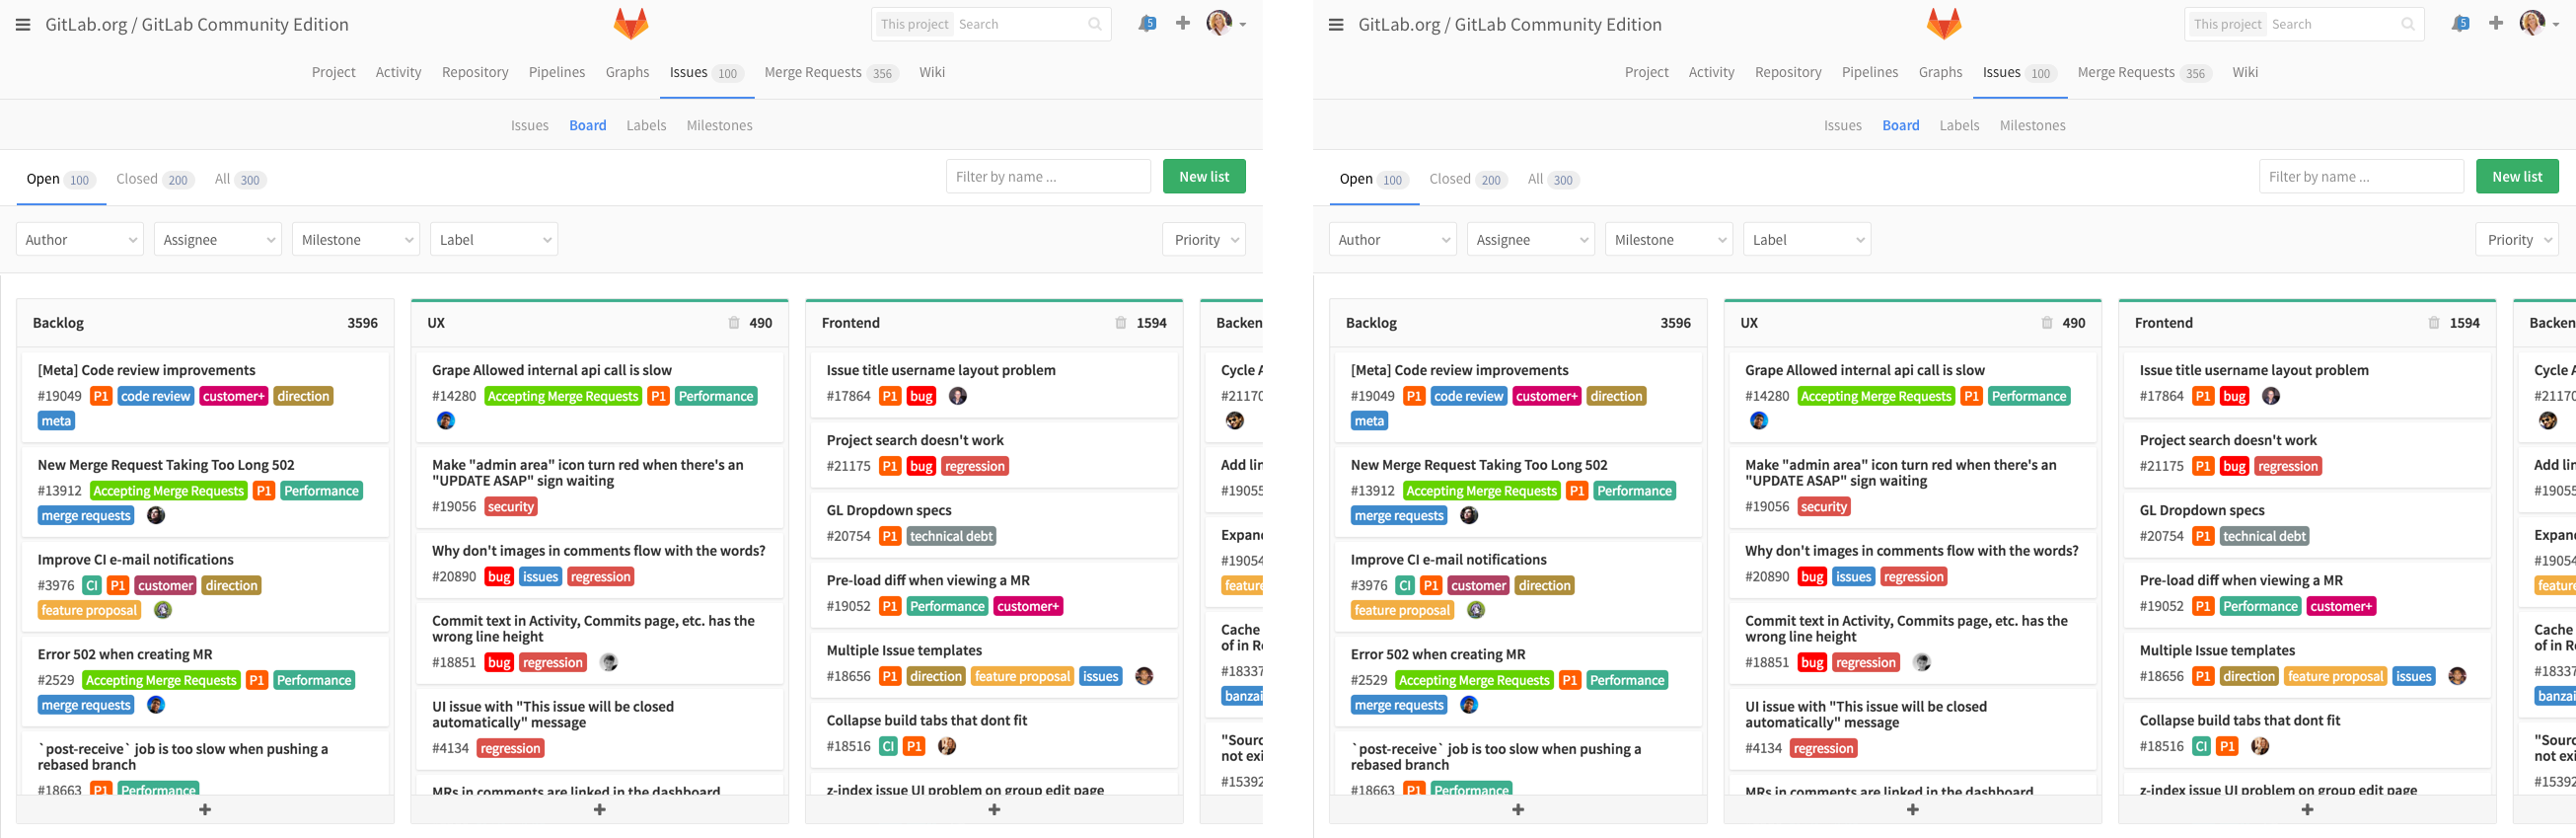 GitLab.org / GitLab Community Edition
This project Search
5
Project Activity Repository Pipelines Graphs Issues 100 Merge Requests 356 Wiki
Issues Board Labels Milestones
Open 100 Closed 200 All 300
Filter by name ...
New list
Author Assignee Milestone Label
Priority
Backlog 3596
[Meta] Code review improvements
#19049 P1 code review customer+ direction
meta
New Merge Request Taking Too Long 502
#13912 Accepting Merge Requests P1 Performance
merge requests
Improve CI e-mail notifications
#3976 CI P1 customer direction
feature proposal
Error 502 when creating MR
#2529 Accepting Merge Requests P1 Performance
merge requests
`post-receive` job is too slow when pushing a
rebased branch
#18663 P1 Performance
UX 490
Grape Allowed internal api call is slow
#14280 Accepting Merge Requests P1 Performance
Make "admin area" icon turn red when there's an
"UPDATE ASAP" sign waiting
#19056 security
Why don't images in comments flow with the words?
#20890 bug issues regression
Commit text in Activity, Commits page, etc. has the
wrong line height
#18851 bug regression
UI issue with "This issue will be closed
automatically" message
#4134 regression
MRs in comments are linked in the dashboard
Frontend 1594
Issue title username layout problem
#17864 P1 bug
Project search doesn't work
#21175 P1 bug regression
GL Dropdown specs
#20754 P1 technical debt
Pre-load diff when viewing a MR
#19052 P1 Performance customer+
Multiple Issue templates
#18656 P1 direction feature proposal issues
Collapse build tabs that dont fit
#18516 CI P1
z-index issue UI problem on group edit page
Backen
Cycle A
#21170
Add lin
#19055
Expan
#19054
feature
Cache
of in R
#18337
banzai
"Sourc
not exi
#15392
GitLab.org / GitLab Community Edition
This project Search
5
Project Activity Repository Pipelines Graphs Issues 100 Merge Requests 356 Wiki
Issues Board Labels Milestones
Open 100 Closed 200 All 300
Filter by name ...
New list
Author Assignee Milestone Label
Priority
Backlog 3596
[Meta] Code review improvements
#19049 P1 code review customer+ direction
meta
New Merge Request Taking Too Long 502
#13912 Accepting Merge Requests P1 Performance
merge requests
Improve CI e-mail notifications
#3976 CI P1 customer direction
feature proposal
Error 502 when creating MR
#2529 Accepting Merge Requests P1 Performance
merge requests
`post-receive` job is too slow when pushing a
rebased branch
#18663 P1 Performance
UX 490
Grape Allowed internal api call is slow
#14280 Accepting Merge Requests P1 Performance
Make "admin area" icon turn red when there's an
"UPDATE ASAP" sign waiting
#19056 security
Why don't images in comments flow with the words?
#20890 bug issues regression
Commit text in Activity, Commits page, etc. has the
wrong line height
#18851 bug regression
UI issue with "This issue will be closed
automatically" message
#4134 regression
MRs in comments are linked in the dashboard
Frontend 1594
Issue title username layout problem
#17864 P1 bug
Project search doesn't work
#21175 P1 bug regression
GL Dropdown specs
#20754 P1 technical debt
Pre-load diff when viewing a MR
#19052 P1 Performance customer+
Multiple Issue templates
#18656 P1 direction feature proposal issues
Collapse build tabs that dont fit
#18516 CI P1
z-index issue UI problem on group edit page
Backen
Cycle A
#21170
Add lin
#19055
Expan
#19054
feature
Cache
of in R
#18337
banzai
"Sourc
not exi
#15392